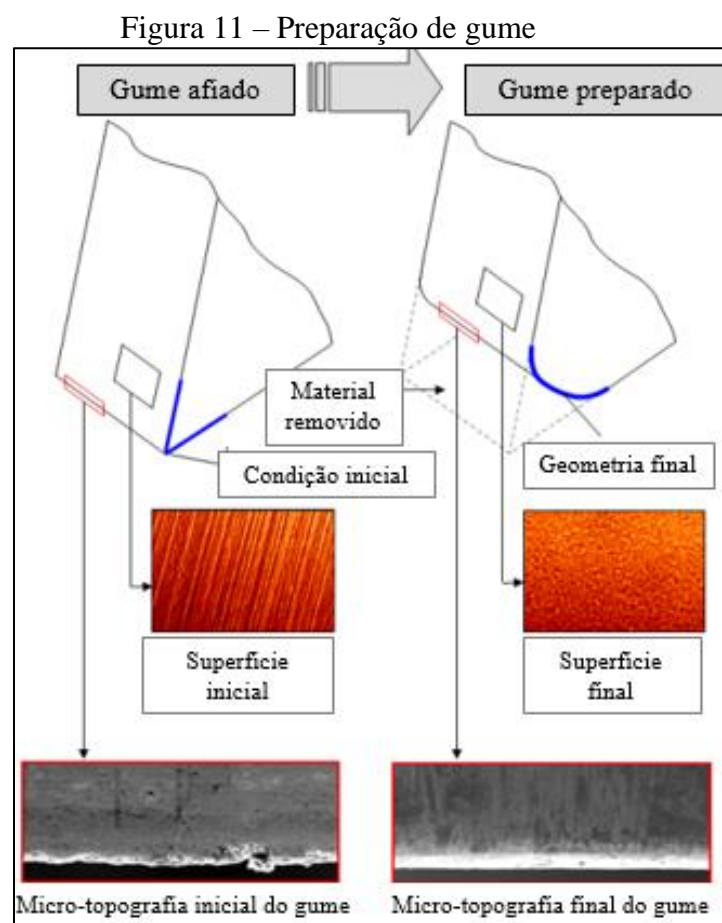 Figura 11 – Preparação de gume
Gume afiado
Gume preparado
Material
removido
Condição inicial
Geometria final
Superfície
inicial
Superfície
final
Micro-topografia inicial do gume
Micro-topografia final do gume